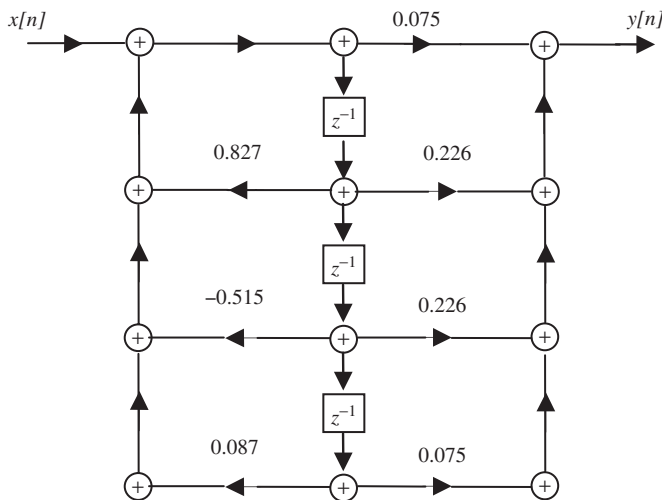 x[n] 0.075 y[n]
+ + +
z⁻¹
0.827 0.226
+ + +
z⁻¹
−0.515 0.226
+ + +
z⁻¹
0.087 0.075
+ + +